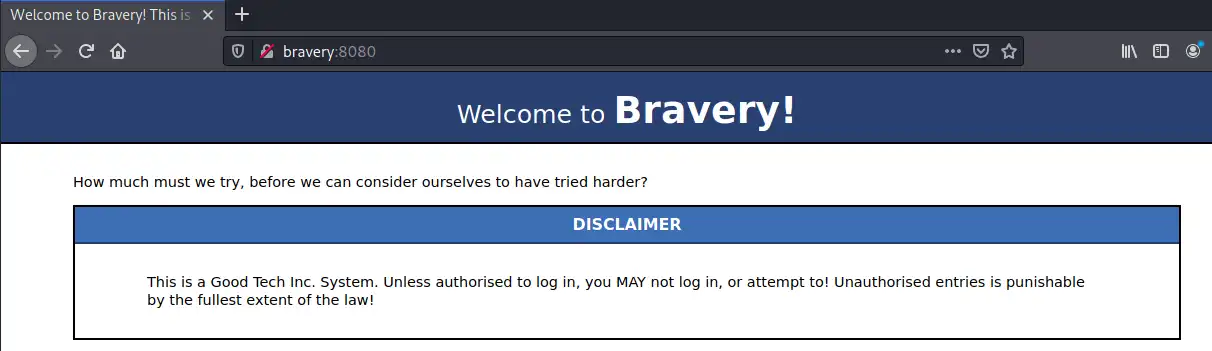 Welcome to Bravery! This is
bravery:8080
Welcome to Bravery!
How much must we try, before we can consider ourselves to have tried harder?
DISCLAIMER
This is a Good Tech Inc. System. Unless authorised to log in, you MAY not log in, or attempt to! Unauthorised entries is punishable
by the fullest extent of the law!